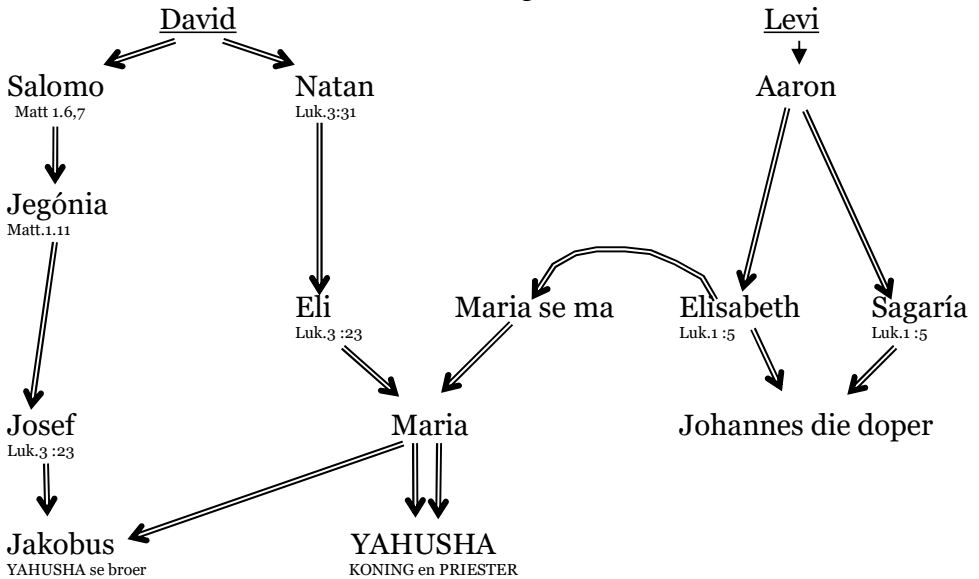 David Levi
Salomo Natan Aaron
Matt 1.6,7 Luk.3:31
Jegónia
Matt.1.11
Eli Maria se ma Elisabeth Sagaría
Luk.3 :23 Luk.1 :5 Luk.1 :5
Josef Maria Johannes die doper
Luk.3 :23
Jakobus YAHUSHA
YAHUSHA se broer KONING en PRIESTER